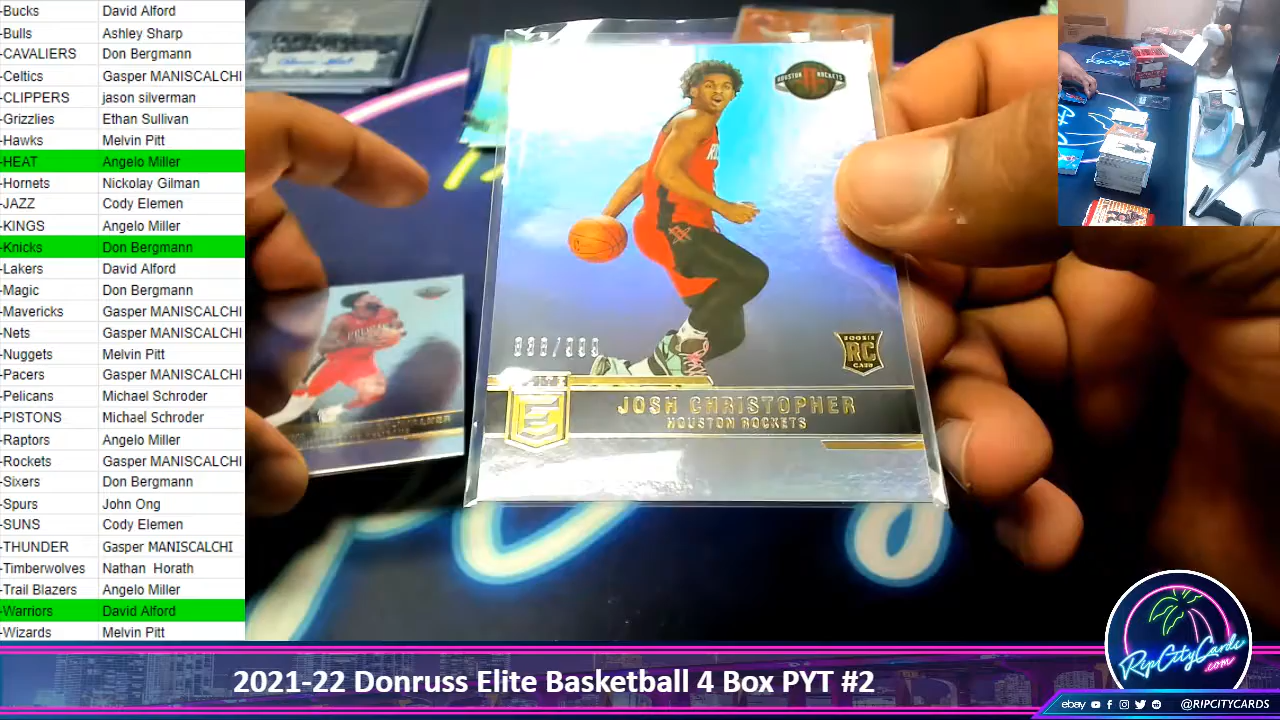 -Bucks David Alford
-Bulls Ashley Sharp
-CAVALIERS Don Bergmann
-Celtics Gasper MANISCALCHI
-CLIPPERS jason silverman
-Grizzlies Ethan Sullivan
-Hawks Melvin Pitt
-HEAT Angelo Miller
-Hornets Nickolay Gilman
-JAZZ Cody Elemen
-KINGS Angelo Miller
-Knicks Don Bergmann
-Lakers David Alford
-Magic Don Bergmann
-Mavericks Gasper MANISCALCHI
-Nets Gasper MANISCALCHI
-Nuggets Melvin Pitt
-Pacers Gasper MANISCALCHI
-Pelicans Michael Schroder
-PISTONS Michael Schroder
-Raptors Angelo Miller
-Rockets Gasper MANISCALCHI
-Sixers Don Bergmann
-Spurs John Ong
-SUNS Cody Elemen
-THUNDER Gasper MANISCALCHI
-Timberwolves Nathan Horath
-Trail Blazers Angelo Miller
-Warriors David Alford
-Wizards Melvin Pitt
HOUSTON ROCKETS
ROOKIE
RC
CARD
E
JOSH CHRISTOPHER
HOUSTON ROCKETS
RipCityCards
.com
2021-22 Donruss Elite Basketball 4 Box PYT #2
ebay @RIPCITYCARDS